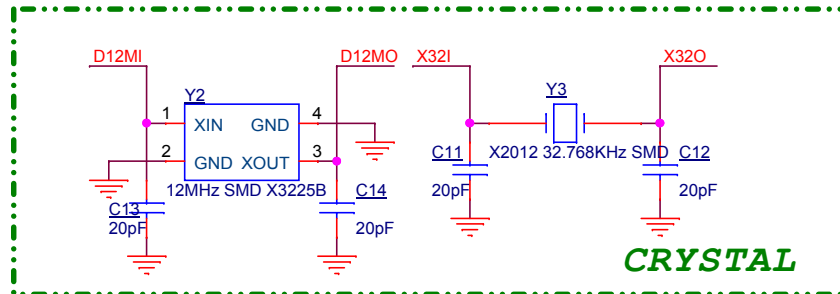 D12MI
D12MO
X32I
X32O
Y2
Y3
1
XIN
GND
4
2
GND
XOUT
3
C11
X2012 32.768KHz SMD
C12
12MHz SMD X3225B
20pF
20pF
C13
C14
20pF
20pF
CRYSTAL